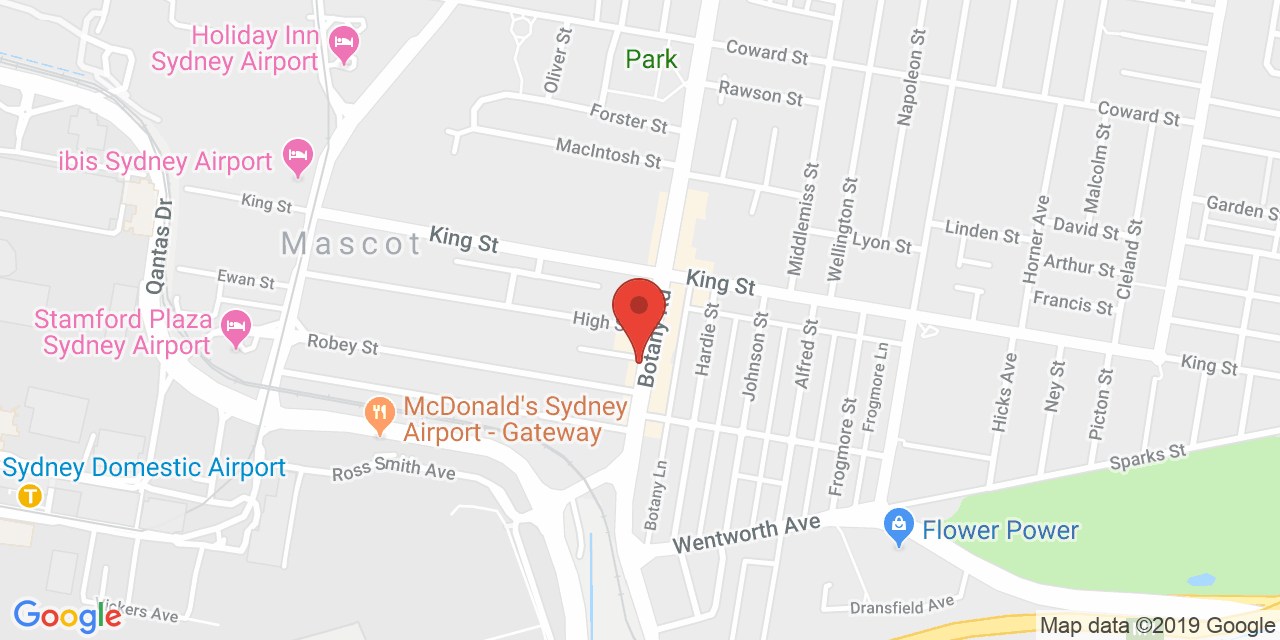 Holiday Inn
Sydney Airport
Oliver St
Park
Coward St
Napoleon St
Rawson St
Forster St
Coward St
MacIntosh St
Malcolm St
ibis Sydney Airport
King St
Qantas Dr
Mascot
King St
Middlemiss St
Wellington St
Lyon St
Linden St
Horner Ave
David St
Cleland St
Garden St
Arthur St
Francis St
Ewan St
King St
High S
Botany Rd
Hardie St
Johnson St
Alfred St
Stamford Plaza
Sydney Airport
Robey St
Frogmore Ln
Hicks Ave
Ney St
Picton St
King St
McDonald's Sydney
Airport - Gateway
Frogmore St
Sparks St
Sydney Domestic Airport
T
Ross Smith Ave
Botany Ln
Wentworth Ave
Flower Power
Vickers Ave
Dransfield Ave
Google
Map data ©2019 Google